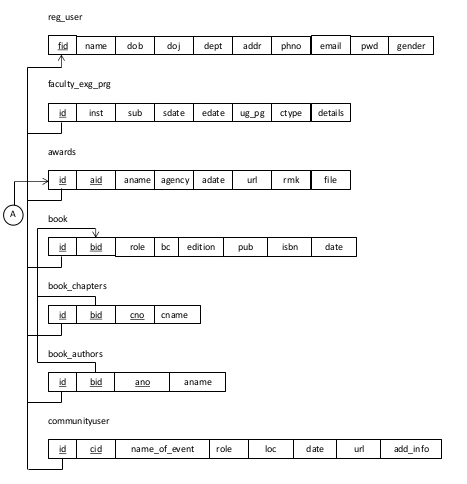 reg_user
fid name dob doj dept addr phno email pwd gender
faculty_exg_prg
id inst sub sdate edate ug_pg ctype details
awards
id aid aname agency adate url rmk file
A
book
id bid role bc edition pub isbn date
book_chapters
id bid cno cname
book_authors
id bid ano aname
communityuser
id cid name_of_event role loc date url add_info